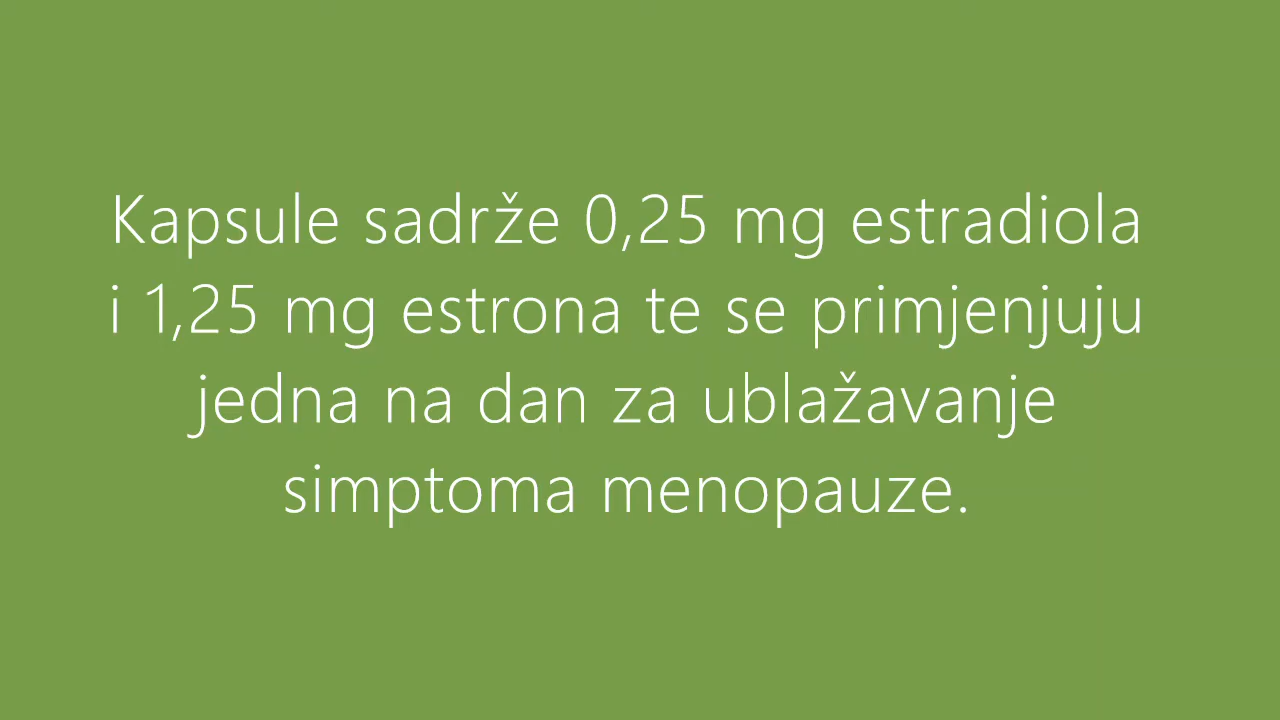 Kapsule sadrže 0,25 mg estradiola
i 1,25 mg estrona te se primjenjuju
jedna na dan za ublažavanje
simptoma menopauze.